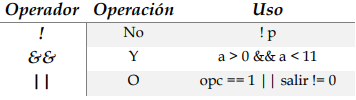 Operador Operación Uso
! No ! p
&& Y a > 0 && a < 11
|| O opc == 1 || salir != 0